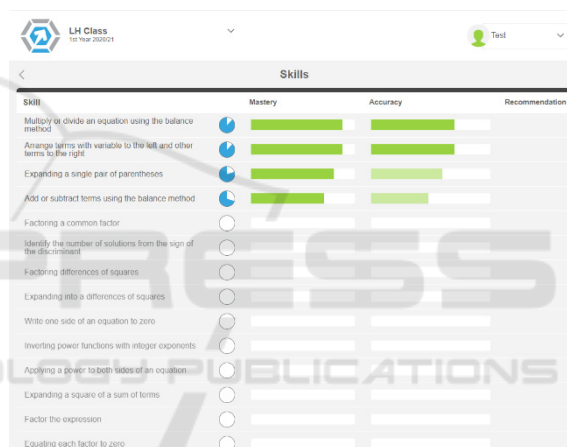 LH Class
1st Year 2020/21
Test
Skills
Skill Mastery Accuracy Recommendation
Multiply or divide an equation using the balance
method
Arrange terms with variable to the left and other
terms to the right
Expanding a single pair of parentheses
Add or subtract terms using the balance method
Factoring a common factor
Identify the number of solutions from the sign of
the discriminant
Factoring differences of squares
Expanding into a differences of squares
Write one side of an equation to zero
Inverting power functions with integer exponents
Applying a power to both sides of an equation
Expanding a square of a sum of terms
Factor the expression
Equating each factor to zero
PRESS
OLOGY PUBLICATIONS